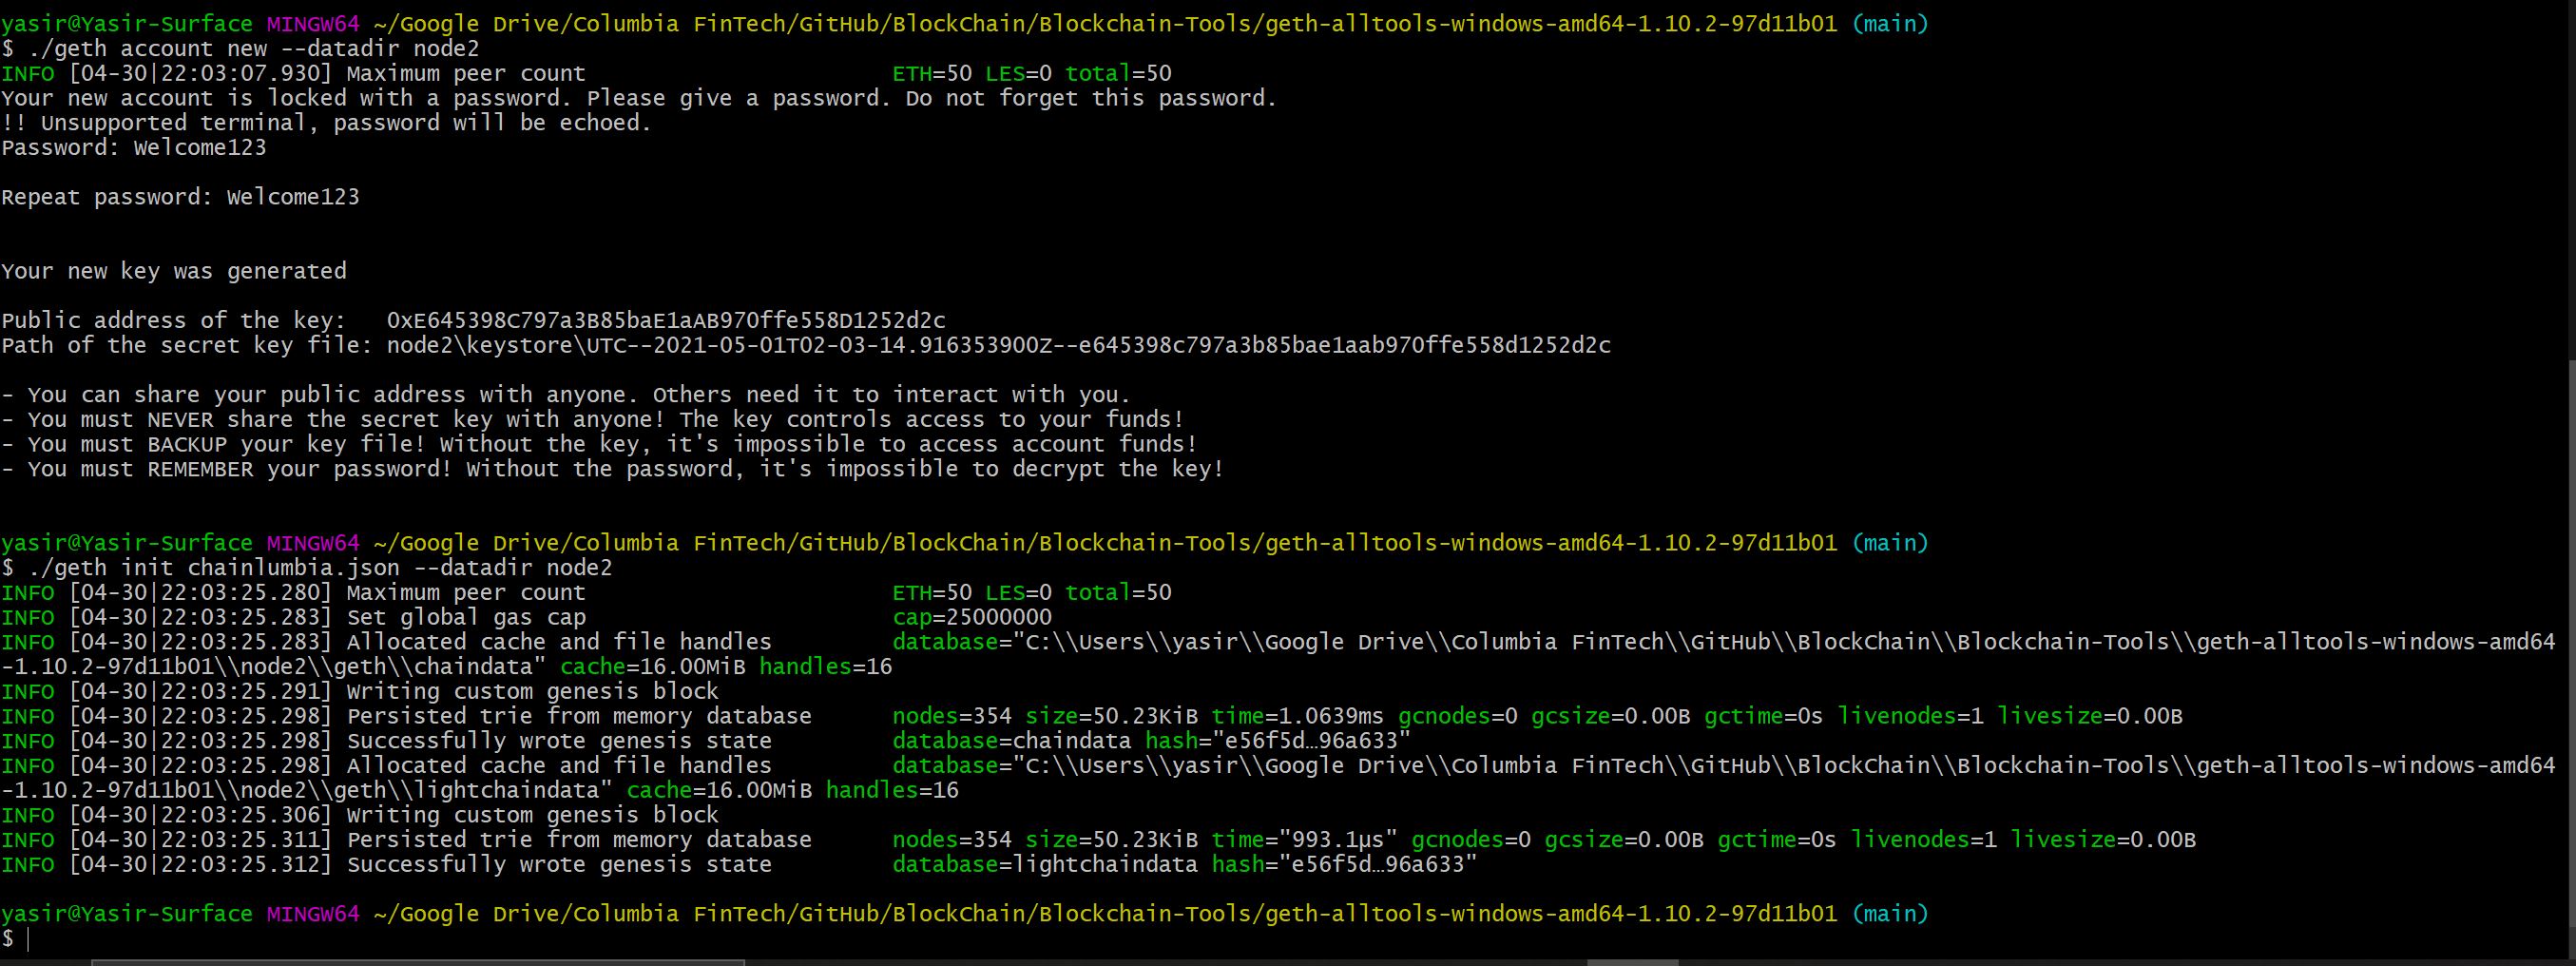 yasir@Yasir-Surface MINGW64 ~/Google Drive/Columbia FinTech/GitHub/BlockChain/Blockchain-Tools/geth-alltools-windows-amd64-1.10.2-97d11b01 (main)
$ ./geth account new --datadir node2
INFO [04-30|22:03:07.930] Maximum peer count                       ETH=50 LES=0 total=50
Your new account is locked with a password. Please give a password. Do not forget this password.
!! Unsupported terminal, password will be echoed.
Password: Welcome123
Repeat password: Welcome123
Your new key was generated
Public address of the key:   0xE645398C797a3B85baE1aAB970ffe558D1252d2c
Path of the secret key file: node2\keystore\UTC--2021-05-01T02-03-14.916353900Z--e645398c797a3b85bae1aab970ffe558d1252d2c
- You can share your public address with anyone. Others need it to interact with you.
- You must NEVER share the secret key with anyone! The key controls access to your funds!
- You must BACKUP your key file! Without the key, it's impossible to access account funds!
- You must REMEMBER your password! Without the password, it's impossible to decrypt the key!
yasir@Yasir-Surface MINGW64 ~/Google Drive/Columbia FinTech/GitHub/BlockChain/Blockchain-Tools/geth-alltools-windows-amd64-1.10.2-97d11b01 (main)
$ ./geth init chainlumbia.json --datadir node2
INFO [04-30|22:03:25.280] Maximum peer count                       ETH=50 LES=0 total=50
INFO [04-30|22:03:25.283] Set global gas cap                       cap=25000000
INFO [04-30|22:03:25.283] Allocated cache and file handles         database="C:\\Users\\yasir\\Google Drive\\Columbia FinTech\\GitHub\\BlockChain\\Blockchain-Tools\\geth-alltools-windows-amd64
-1.10.2-97d11b01\\node2\\geth\\chaindata" cache=16.00MiB handles=16
INFO [04-30|22:03:25.291] Writing custom genesis block
INFO [04-30|22:03:25.298] Persisted trie from memory database      nodes=354 size=50.23KiB time=1.0639ms gcnodes=0 gcsize=0.00B gctime=0s livenodes=1 livesize=0.00B
INFO [04-30|22:03:25.298] Successfully wrote genesis state         database=chaindata hash="e56f5d…96a633"
INFO [04-30|22:03:25.298] Allocated cache and file handles         database="C:\\Users\\yasir\\Google Drive\\Columbia FinTech\\GitHub\\BlockChain\\Blockchain-Tools\\geth-alltools-windows-amd64
-1.10.2-97d11b01\\node2\\geth\\lightchaindata" cache=16.00MiB handles=16
INFO [04-30|22:03:25.306] Writing custom genesis block
INFO [04-30|22:03:25.311] Persisted trie from memory database      nodes=354 size=50.23KiB time="993.1µs" gcnodes=0 gcsize=0.00B gctime=0s livenodes=1 livesize=0.00B
INFO [04-30|22:03:25.312] Successfully wrote genesis state         database=lightchaindata hash="e56f5d…96a633"
yasir@Yasir-Surface MINGW64 ~/Google Drive/Columbia FinTech/GitHub/BlockChain/Blockchain-Tools/geth-alltools-windows-amd64-1.10.2-97d11b01 (main)
$